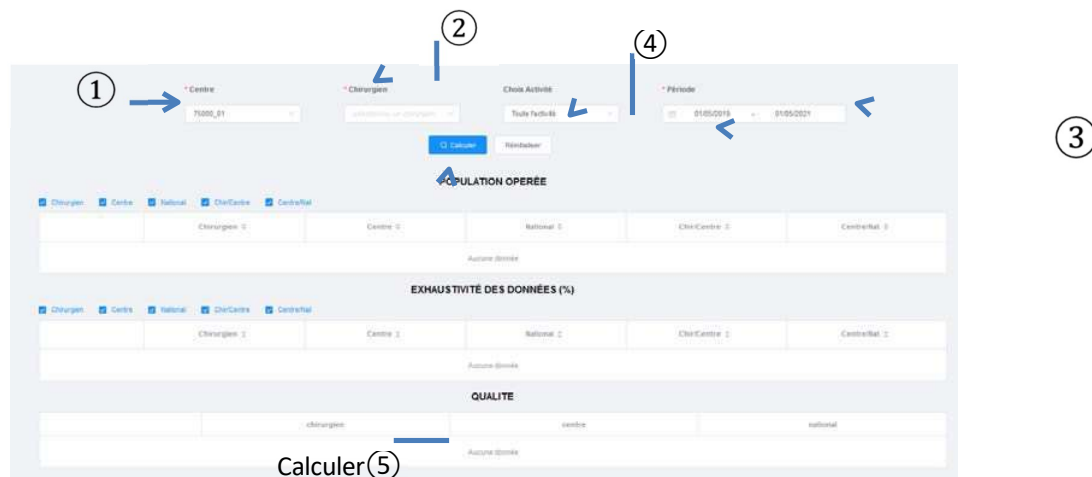 ②
④
①
* Centre * Chirurgien Choix Activité * Période
③
75000_01 Toute l'activité 01/05/2019 01/05/2021
Calculer Réinitialiser
POPULATION OPERÉE
Chirurgien Centre National Chir/Centre Centre/Nat
Chirurgien Centre National Chir/Centre Centre/Nat
Aucune donnée
EXHAUSTIVITÉ DES DONNÉES (%)
Chirurgien Centre National Chir/Centre Centre/Nat
Chirurgien Centre National Chir/Centre Centre/Nat
Aucune donnée
QUALITE
chirurgien centre national
Aucune donnée
Calculer⑤